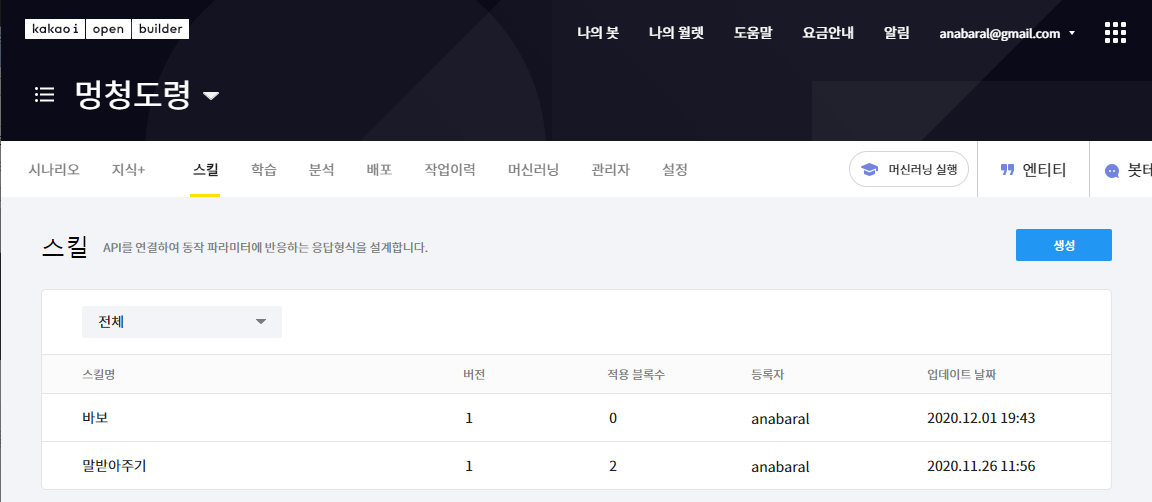 kakao i open builder
나의 봇 나의 월렛 도움말 요금안내 알림 anabaral@gmail.com
멍청도령
시나리오 지식+ 스킬 학습 분석 배포 작업이력 머신러닝 관리자 설정 머신러닝 실행 엔티티 봇테
스킬 API를 연결하여 동작 파라미터에 반응하는 응답형식을 설계합니다. 생성
전체
스킬명 버전 적용 블록수 등록자 업데이트 날짜
바보 1 0 anabaral 2020.12.01 19:43
말받아주기 1 2 anabaral 2020.11.26 11:56